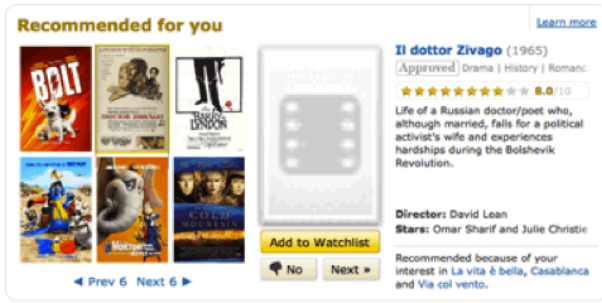 Recommended for you
Learn more
BOLT
BARRY
LYNDON
COLD
MOUNTAIN
Prev 6 Next 6
Add to Watchlist
No
Next »
Il dottor Zivago (1965)
Approved Drama | History | Romanc
8.0/10
Life of a Russian doctor/poet who,
although married, falls for a political
activist's wife and experiences
hardships during the Bolshevik
Revolution.
Director: David Lean
Stars: Omar Sharif and Julie Christie
Recommended because of your
interest in La vita è bella, Casablanca
and Via col vento.